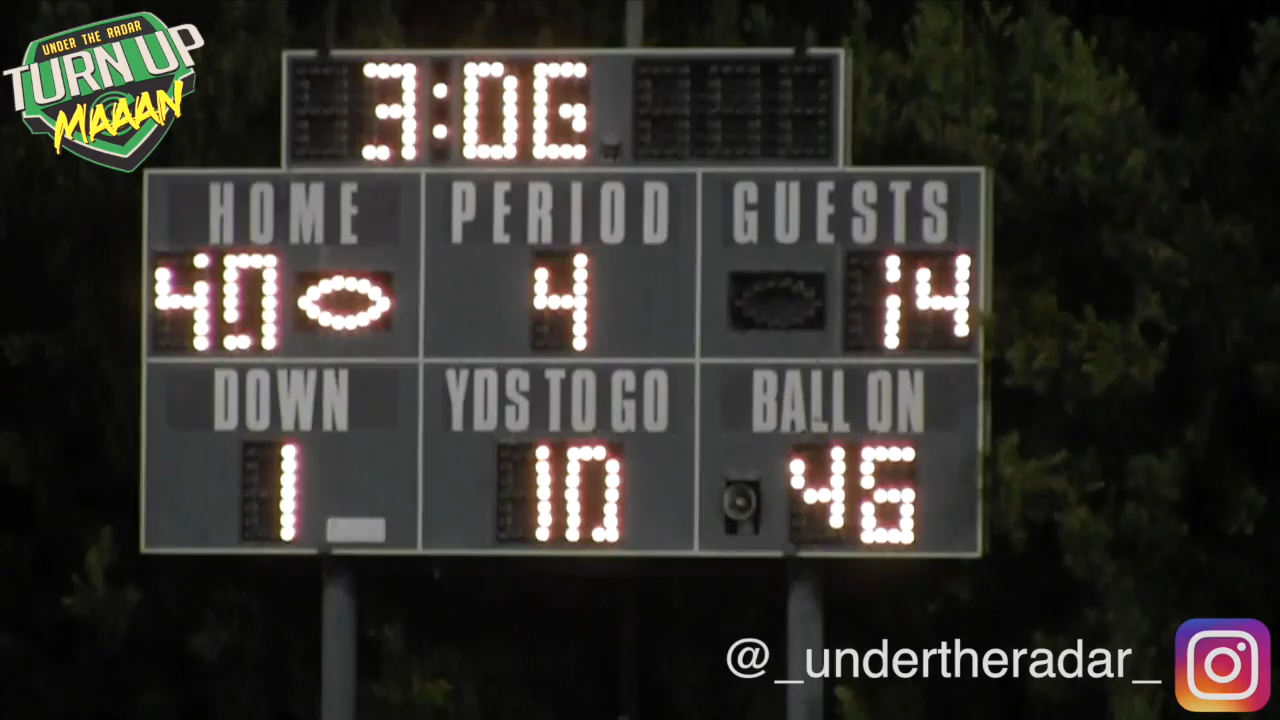 UNDER THE RADAR
TURN UP
MAAAN
3:06
HOME PERIOD GUESTS
40 4 14
DOWN YDS TO GO BALL ON
1 10 46
@_undertheradar_